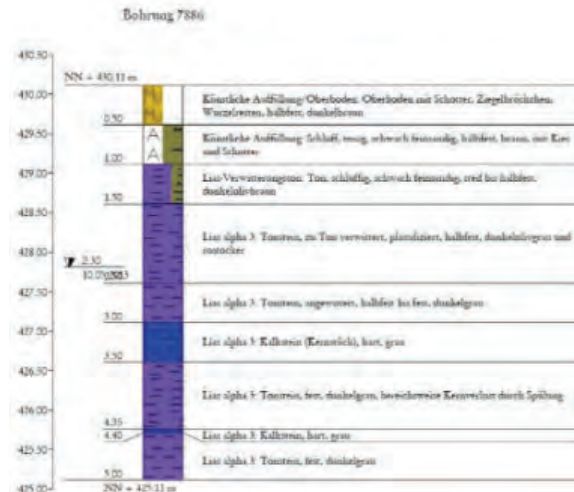 Bohrung 7886
430.50
NN + 430.11 m
430.00
Künstliche Auffüllung/Oberboden: Oberboden mit Schotter, Ziegelbröckchen,
Wurzelresten, halbfest, dunkelbraun
0.50
429.50
A
A
Künstliche Auffüllung: Schluff, tonig, schwach feinsandig, halbfest, braun, mit Kies
und Schotter
1.00
429.00
Lias-Verwitterungston: Ton, schluffig, schwach feinsandig, steif bis halbfest,
dunkelolivbraun
1.50
428.50
Lias alpha 3: Tonstein, zu Ton verwittert, plastifiziert, halbfest, dunkelolivgrau und
rostocker
428.00
2.30
427.50
Lias alpha 3: Tonstein, angewittert, halbfest bis fest, dunkelgrau
3.00
427.00
Lias alpha 3: Kalkstein (Kernstück), hart, grau
3.50
426.50
Lias alpha 3: Tonstein, fest, dunkelgrau, bereichsweise Kernverlust durch Spülung
426.00
4.35
Lias alpha 3: Kalkstein, hart, grau
4.40
425.50
Lias alpha 3: Tonstein, fest, dunkelgrau
5.00
425.00
NN + 425.11 m